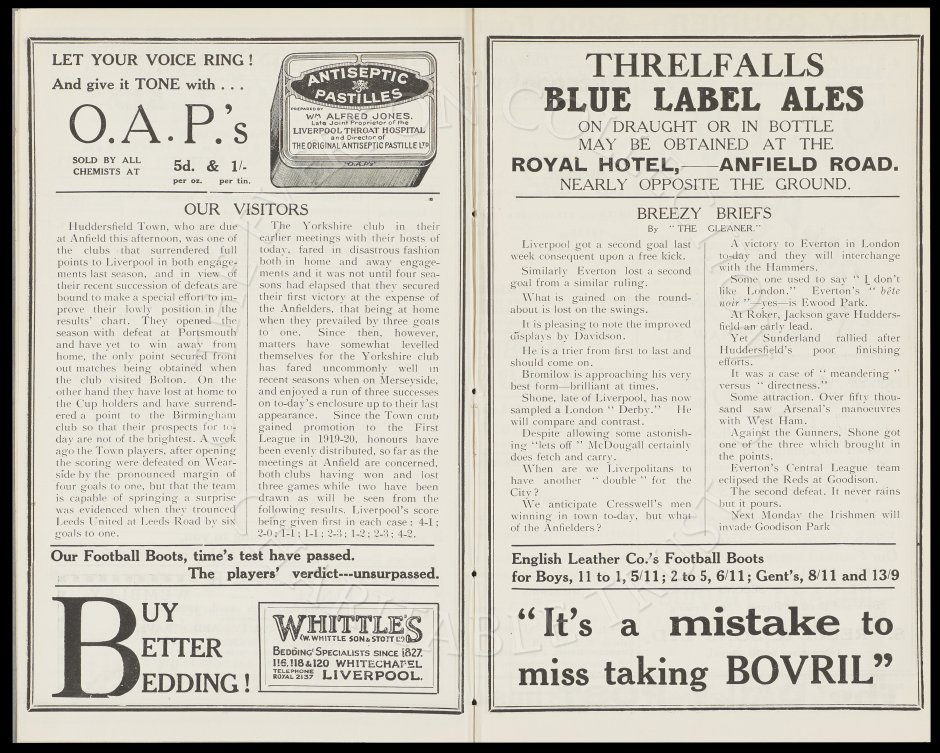 LET YOUR VOICE RING!
And give it TONE with . . .
O.A.P.'s
SOLD BY ALL
CHEMISTS AT
5d. & 1/-
per oz. per tin.
ANTISEPTIC
PASTILLES
PREPARED BY
WM ALFRED JONES.
Late Joint Proprietor of the
LIVERPOOL THROAT HOSPITAL
and Director of
THE ORIGINAL ANTISEPTIC PASTILLE LTD
"O.A.P's"
OUR VISITORS
Huddersfield Town, who are due
at Anfield this afternoon, was one of
the clubs that surrendered full
points to Liverpool in both engage-
ments last season, and in view of
their recent succession of defeats are
bound to make a special effort to im-
prove their lowly position in the
results' chart. They opened the
season with defeat at Portsmouth
and have yet to win away from
home, the only point secured from
out matches being obtained when
the club visited Bolton. On the
other hand they have lost at home to
the Cup holders and have surrend-
ered a point to the Birmingham
club so that their prospects for to-
day are not of the brightest. A week
ago the Town players, after opening
the scoring were defeated on Wear-
side by the pronounced margin of
four goals to one, but that the team
is capable of springing a surprise
was evidenced when they trounced
Leeds United at Leeds Road by six
goals to one.
The Yorkshire club in their
earlier meetings with their hosts of
today, fared in disastrous fashion
both in home and away engage-
ments and it was not until four sea-
sons had elapsed that they secured
their first victory at the expense of
the Anfielders, that being at home
when they prevailed by three goals
to one. Since then, however,
matters have somewhat levelled
themselves for the Yorkshire club
has fared uncommonly well in
recent seasons when on Merseyside,
and enjoyed a run of three successes
on to-day's enclosure up to their last
appearance. Since the Town club
gained promotion to the First
League in 1919-20, honours have
been evenly distributed, so far as the
meetings at Anfield are concerned,
both clubs having won and lost
three games while two have been
drawn as will be seen from the
following results, Liverpool's score
being given first in each case; 4-1;
2-0; 1-1; 1-1; 2-3; 1-2; 2-3; 4-2.
Our Football Boots, time's test have passed.
The players' verdict---unsurpassed.
BUY
BETTER
BEDDING!
WHITTLE'S
(W. WHITTLE SON & STOTT LTD)
BEDDING SPECIALISTS SINCE 1827.
116, 118 & 120 WHITECHAPEL
TELEPHONE
ROYAL 2137
LIVERPOOL.
THRELFALLS
BLUE LABEL ALES
ON DRAUGHT OR IN BOTTLE
MAY BE OBTAINED AT THE
ROYAL HOTEL,—ANFIELD ROAD.
NEARLY OPPOSITE THE GROUND.
BREEZY BRIEFS
By "THE GLEANER."
Liverpool got a second goal last
week consequent upon a free kick.
Similarly Everton lost a second
goal from a similar ruling.
What is gained on the round-
about is lost on the swings.
It is pleasing to note the improved
displays by Davidson.
He is a trier from first to last and
should come on.
Bromilow is approaching his very
best form—brilliant at times.
Shone, late of Liverpool, has now
sampled a London "Derby." He
will compare and contrast.
Despite allowing some astonish-
ing "lets off" McDougall certainly
does fetch and carry.
When are we Liverpolitans to
have another "double" for the
City?
We anticipate Cresswell's men
winning in town to-day, but what
of the Anfielders?
A victory to Everton in London
to-day and they will interchange
with the Hammers.
Some one used to say "I don't
like London." Everton's "bête
noir"—yes—is Ewood Park.
At Roker, Jackson gave Hudders-
field an early lead.
Yet Sunderland rallied after
Huddersfield's poor finishing
efforts.
It was a case of "meandering"
versus "directness."
Some attraction. Over fifty thou-
sand saw Arsenal's manoeuvres
with West Ham.
Against the Gunners, Shone got
one of the three which brought in
the points.
Everton's Central League team
eclipsed the Reds at Goodison.
The second defeat. It never rains
but it pours.
Next Monday the Irishmen will
invade Goodison Park
English Leather Co.'s Football Boots
for Boys, 11 to 1, 5/11; 2 to 5, 6/11; Gent's, 8/11 and 13/9
"It's a mistake to
miss taking BOVRIL"